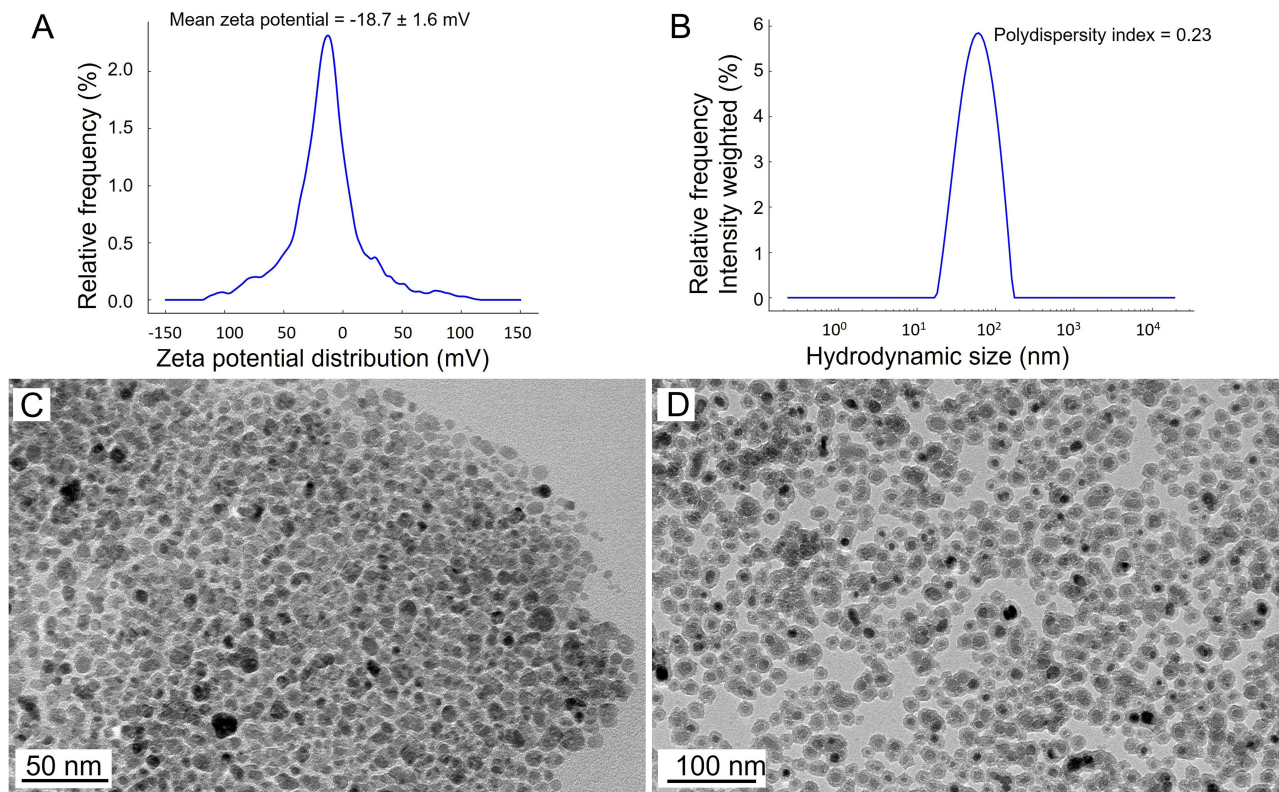 A
Mean zeta potential = -18.7 ± 1.6 mV
Relative frequency (%)
2.0
1.5
1.0
0.5
0.0
-150 100 50 0 50 100 150
Zeta potential distribution (mV)
B
Polydispersity index = 0.23
Relative frequency
Intensity weighted (%)
6
5
4
3
2
1
0
10⁰ 10¹ 10² 10³ 10⁴
Hydrodynamic size (nm)
C
50 nm
D
100 nm